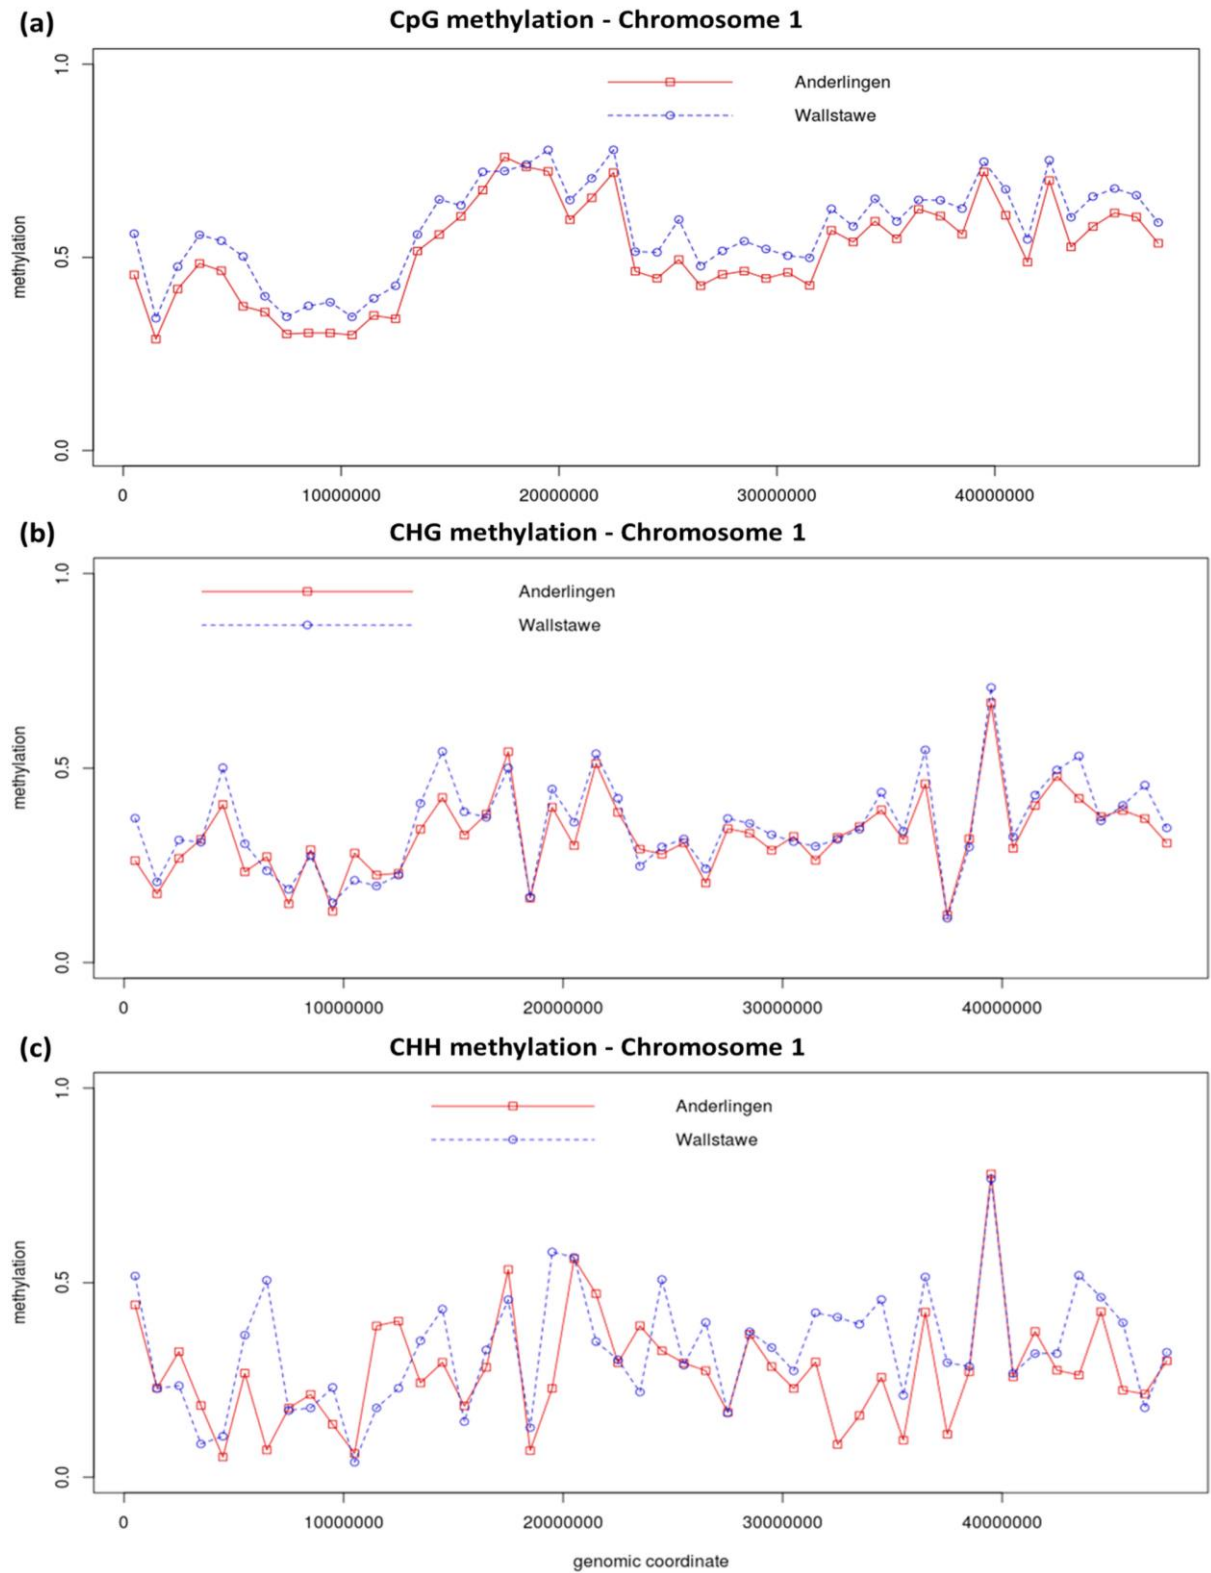 (a) CpG methylation - Chromosome 1
1.0
Anderlingen
Wallstawe
methylation
0.5
0.0
0 10000000 20000000 30000000 40000000
(b) CHG methylation - Chromosome 1
1.0
Anderlingen
Wallstawe
methylation
0.5
0.0
0 10000000 20000000 30000000 40000000
(c) CHH methylation - Chromosome 1
1.0
Anderlingen
Wallstawe
methylation
0.5
0.0
0 10000000 20000000 30000000 40000000
genomic coordinate